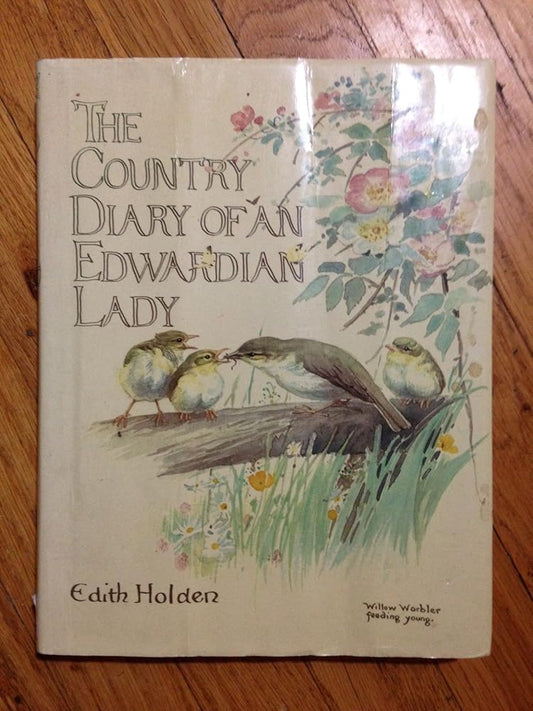 THE
COUNTRY
DIARY OF AN
EDWARDIAN
LADY
Edith Holden
Willow Warbler
feeding young.